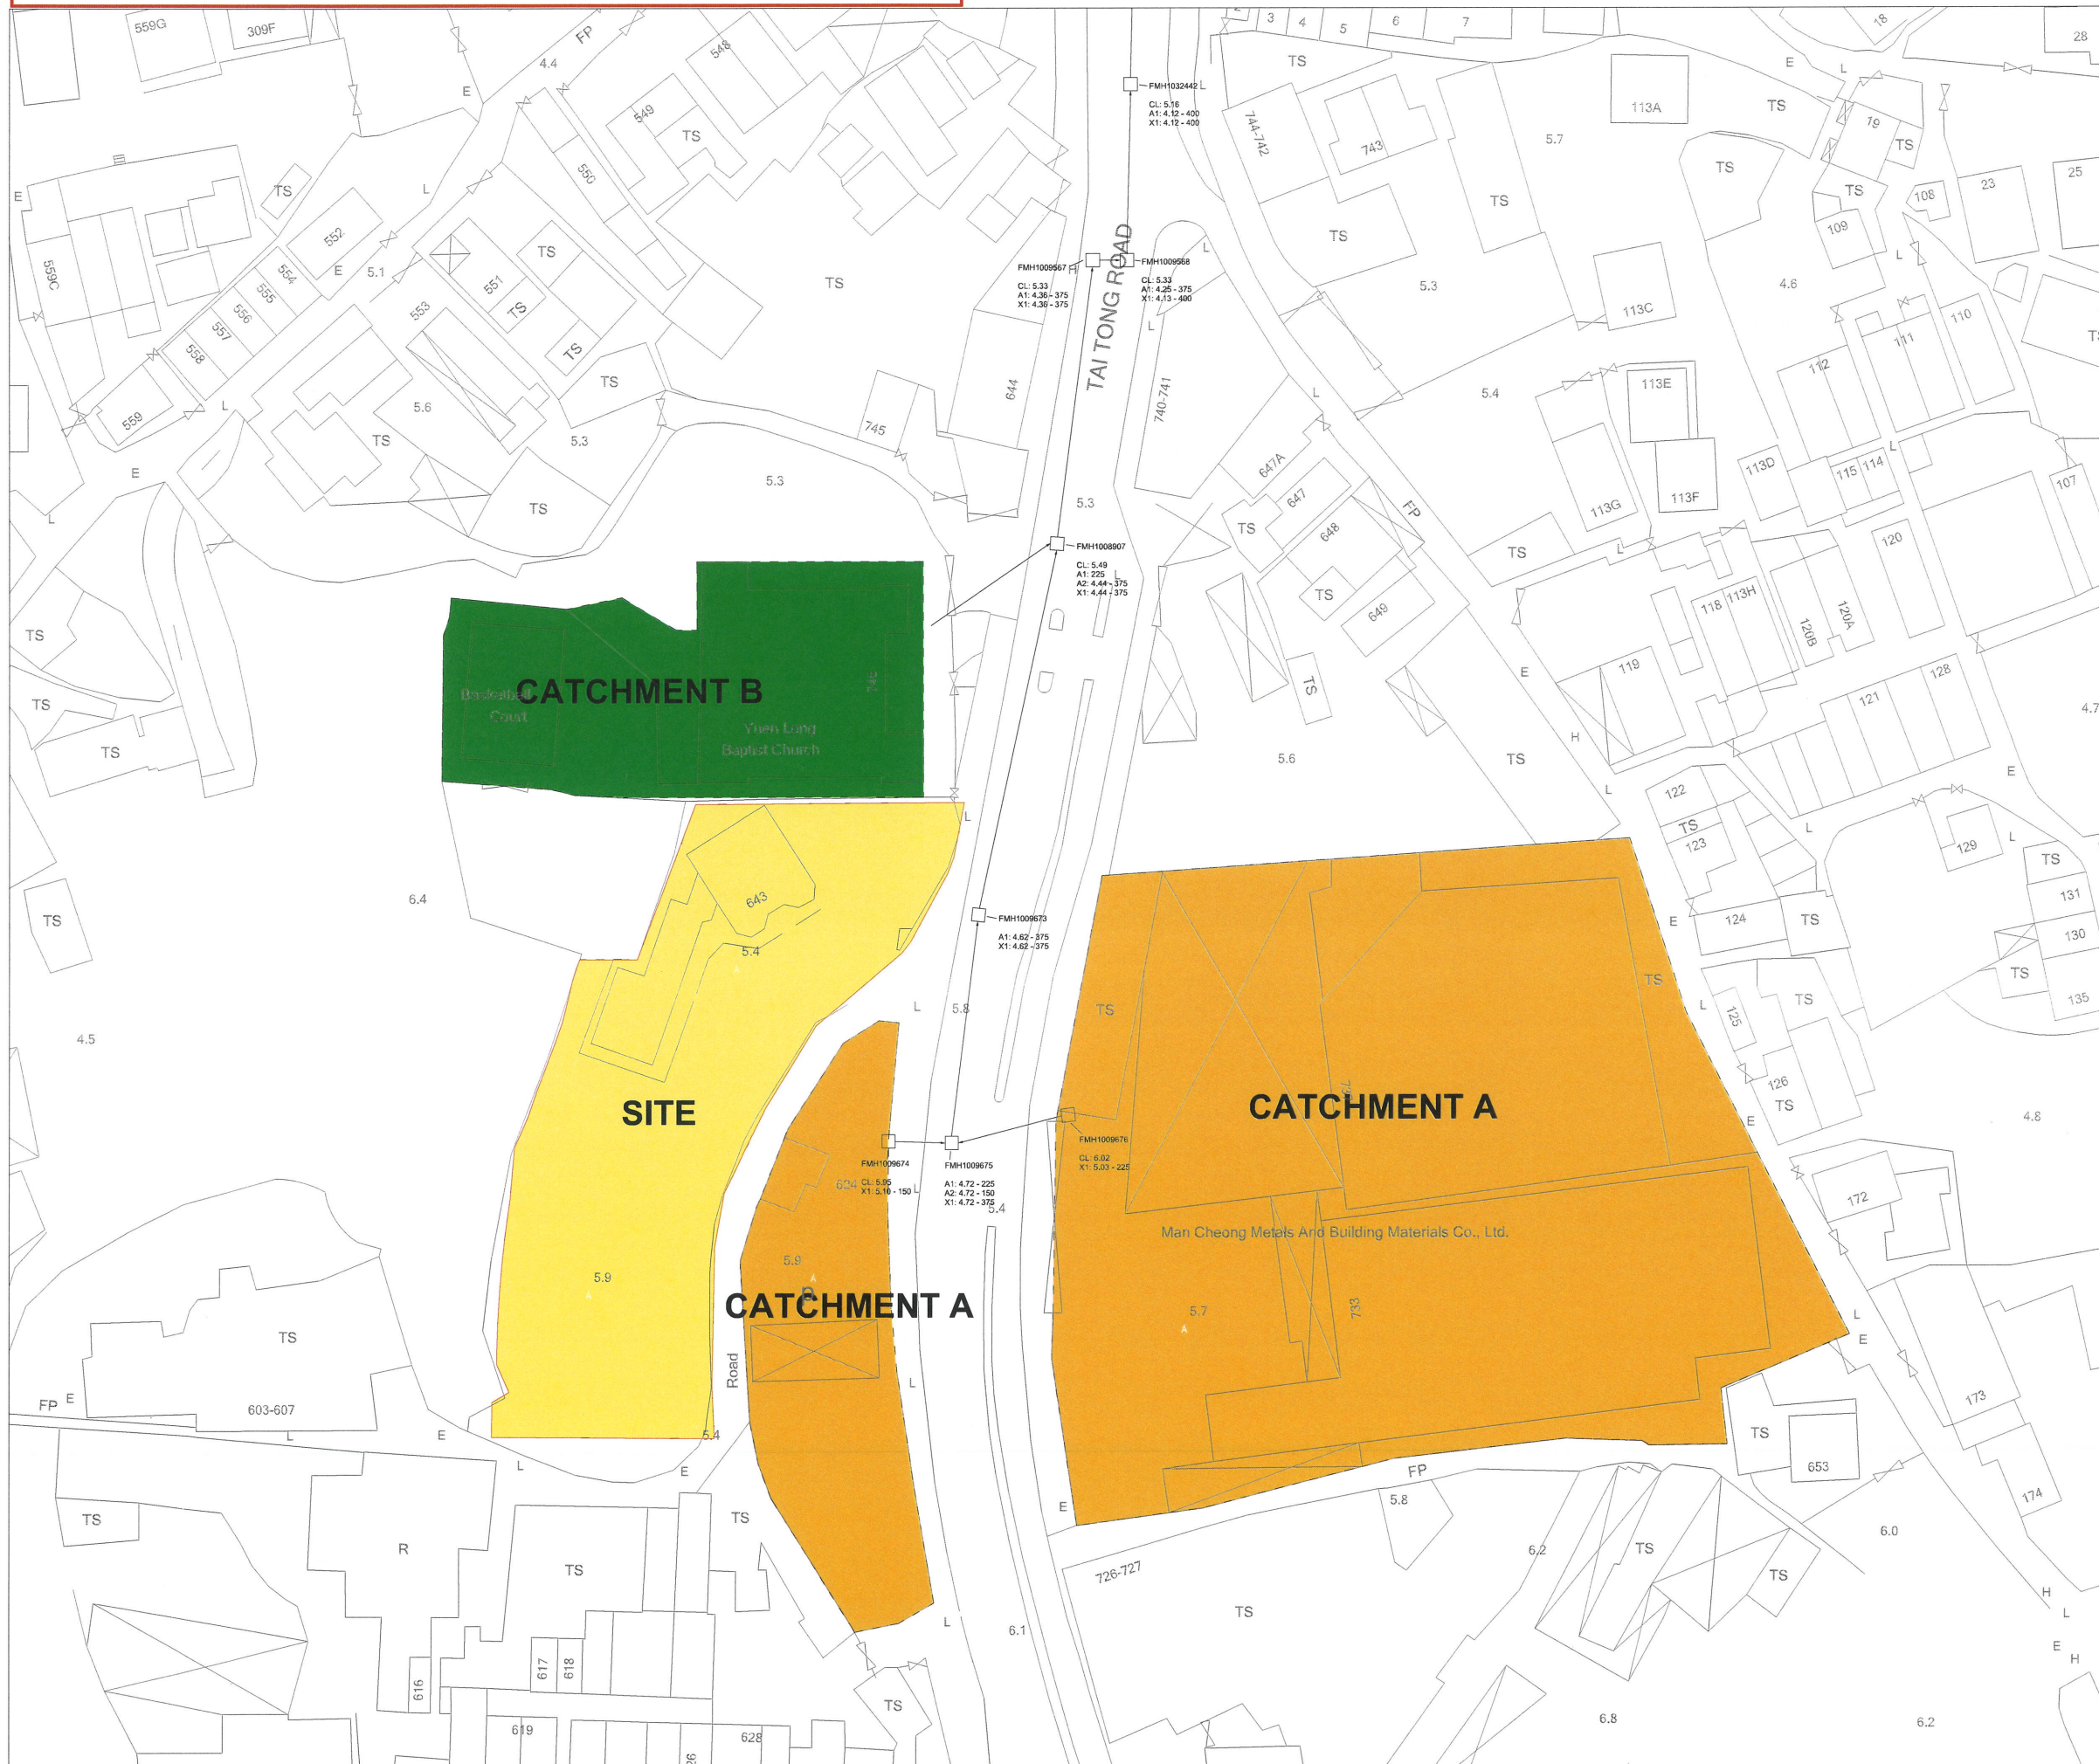 559G
309F
FP
4.4
548
3
4
5
6
7
18
28
TS
E
L
FMH1032442
L
CL: 5.16
A1: 4.12 - 400
X1: 4.12 - 400
549
TS
744-742
743
5.7
113A
TS
19
TS
550
TS
E
TS
L
TS
TS
108
23
25
552
E
5.1
554
555
556
557
558
559C
551
TS
TS
553
TS
TS
TS
109
TAI TONG ROAD
L
FMH1009567
H
CL: 5.33
A1: 4.36 - 375
X1: 4.36 - 375
FMH1009568
CL: 5.33
A1: 4.25 - 375
X1: 4.13 - 400
L
5.3
113C
4.6
L
110
111
112
559
L
5.6
TS
TS
5.3
745
644
740-741
L
5.4
113E
E
L
TS
5.3
5.3
647A
647
TS
648
FP
113G
113F
113D
115
114
L
107
FMH1008907
CL: 5.49
A1: 225
A2: 4.44 - 375
X1: 4.44 - 375
L
TS
L
120
TS
649
118
113H
120B
120A
TS
CATCHMENT B
Basketball
Court
Yuen Long
Baptist Church
TS
TS
TS
E
119
121
128
4.7
H
5.6
TS
E
L
L
122
TS
123
L
129
L
TS
131
130
TS
135
6.4
TS
643
5.4
FMH1009673
A1: 4.62 - 375
X1: 4.62 - 375
E
124
TS
4.5
L
5.8
TS
TS
L
125
TS
SITE
CATCHMENT A
126
TS
E
4.8
FMH1009674
CL: 5.95
X1: 5.10 - 150
L
624
FMH1009675
A1: 4.72 - 225
A2: 4.72 - 150
X1: 4.72 - 375
5.4
FMH1009676
CL: 6.02
X1: 5.03 - 225
172
Man Cheong Metals And Building Materials Co., Ltd.
5.9
A
5.9
A
CATCHMENT A
5.7
A
733
L
E
TS
Road
L
FP
E
603-607
L
E
5.4
173
L
E
TS
653
FP
5.8
E
TS
TS
R
TS
174
6.0
6.2
TS
TS
726-727
TS
H
L
L
6.1
E
H
617
618
616
TS
619
628
6.8
6.2